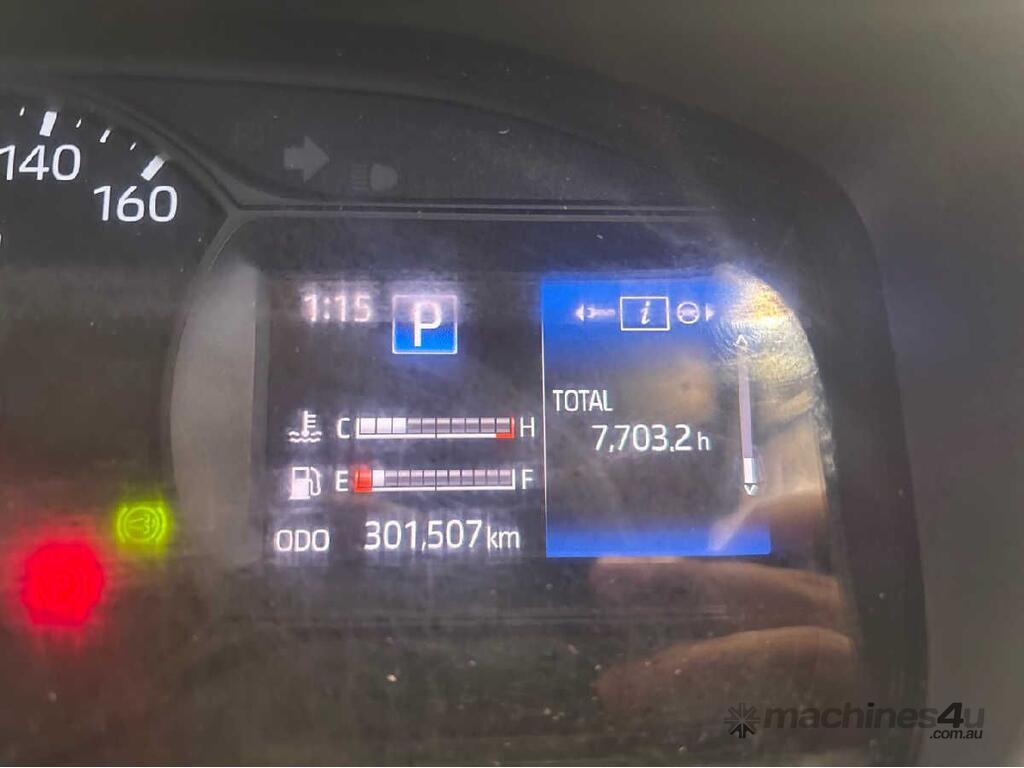 140
160
1:15 P
i
C H
E F
ODO 301,507 km
TOTAL
7,703.2 h
machines4u
.com.au